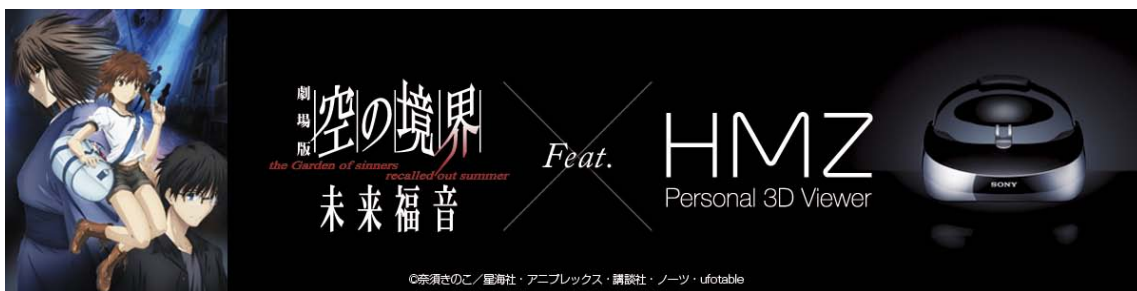 劇場版
空の境界
the Garden of sinners
recalled out summer
未来福音
Feat.
HMZ
Personal 3D Viewer
SONY
©奈須きのこ／星海社・アニプレックス・講談社・ノーツ・ufotable